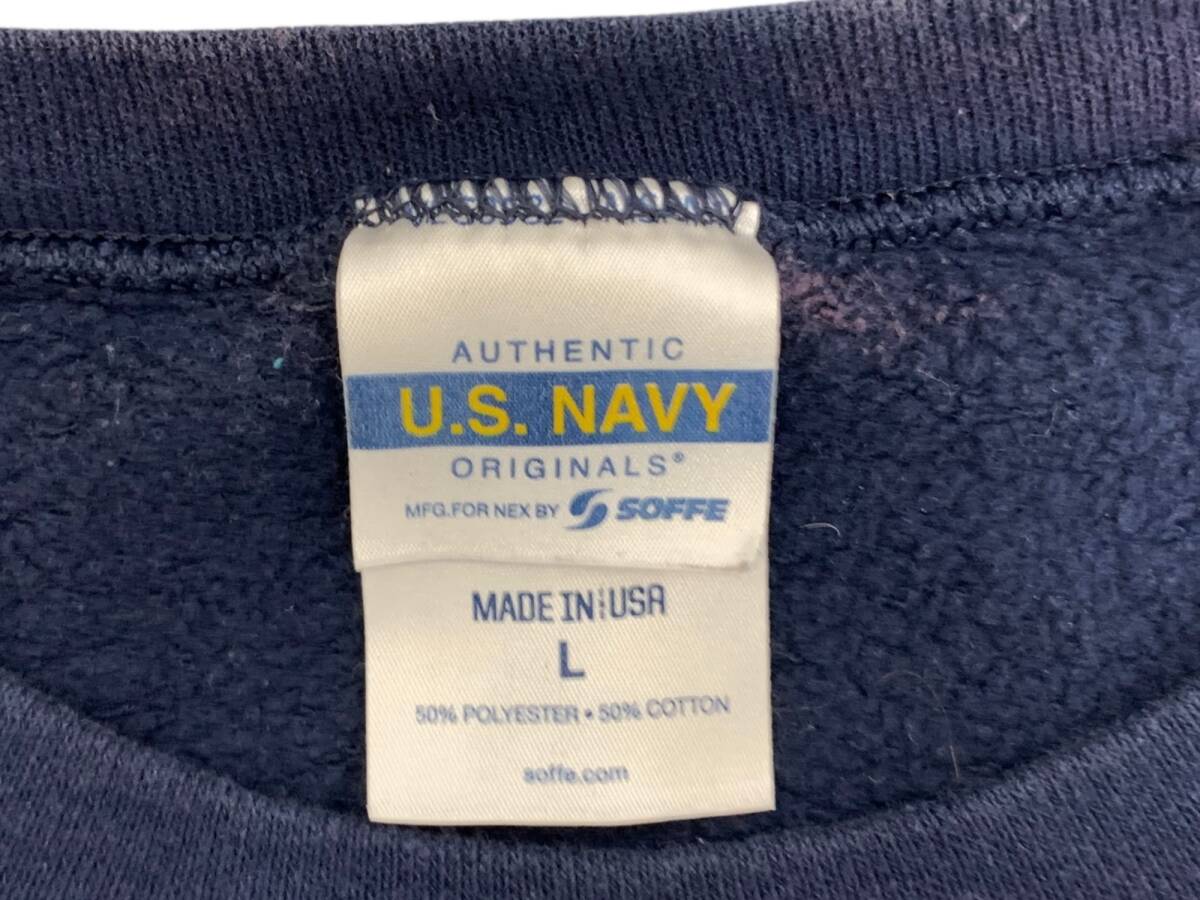 AUTHENTIC
U.S. NAVY
ORIGINALS®
MFG. FOR NEX BY SOFFE
MADE IN USA
L
50% POLYESTER • 50% COTTON
soffe.com